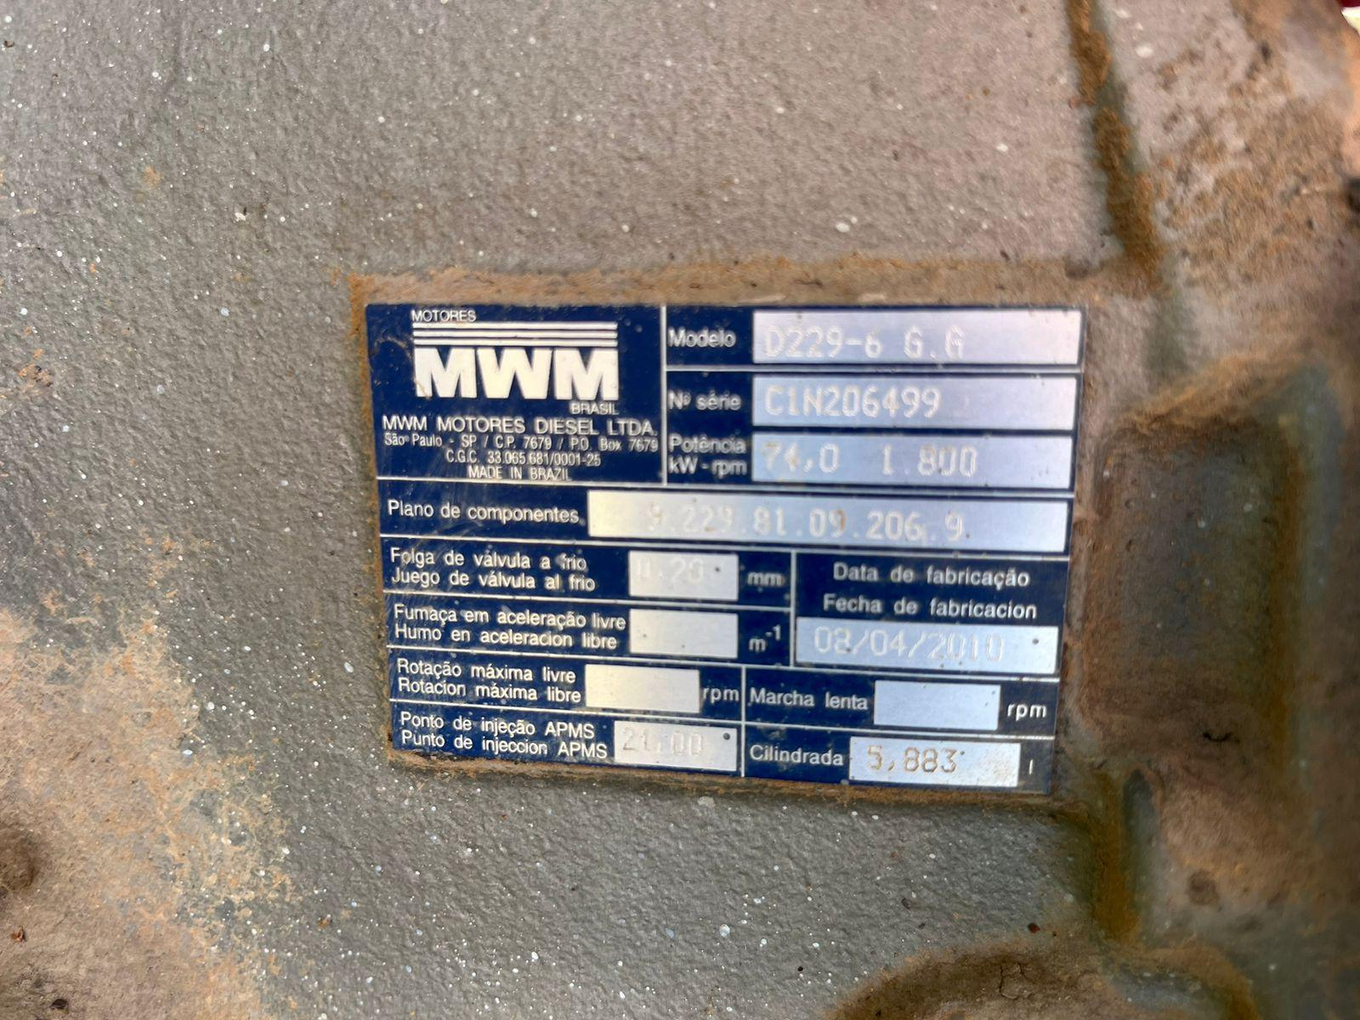 MOTORES
MWM
BRASIL
MWM MOTORES DIESEL LTDA.
São Paulo - SP / C.P. 7679 / P.O. Box 7679
C.G.C. 33.065.681/0001-25
MADE IN BRAZIL
Modelo D229-6 G.G
Nº série C1N206499
Potência
kW - rpm 74,0 1.800
Plano de componentes 9.229.81.09.206.9
Folga de válvula a frio
Juego de válvula al frio 0.20 mm
Data de fabricação
Fecha de fabricacion
08/04/2010
Fumaça em aceleração livre
Humo en aceleracion libre m-1
Rotação máxima livre
Rotacion máxima libre rpm
Marcha lenta rpm
Ponto de injeção APMS
Punto de injeccion APMS 21,00
Cilindrada 5,883 l